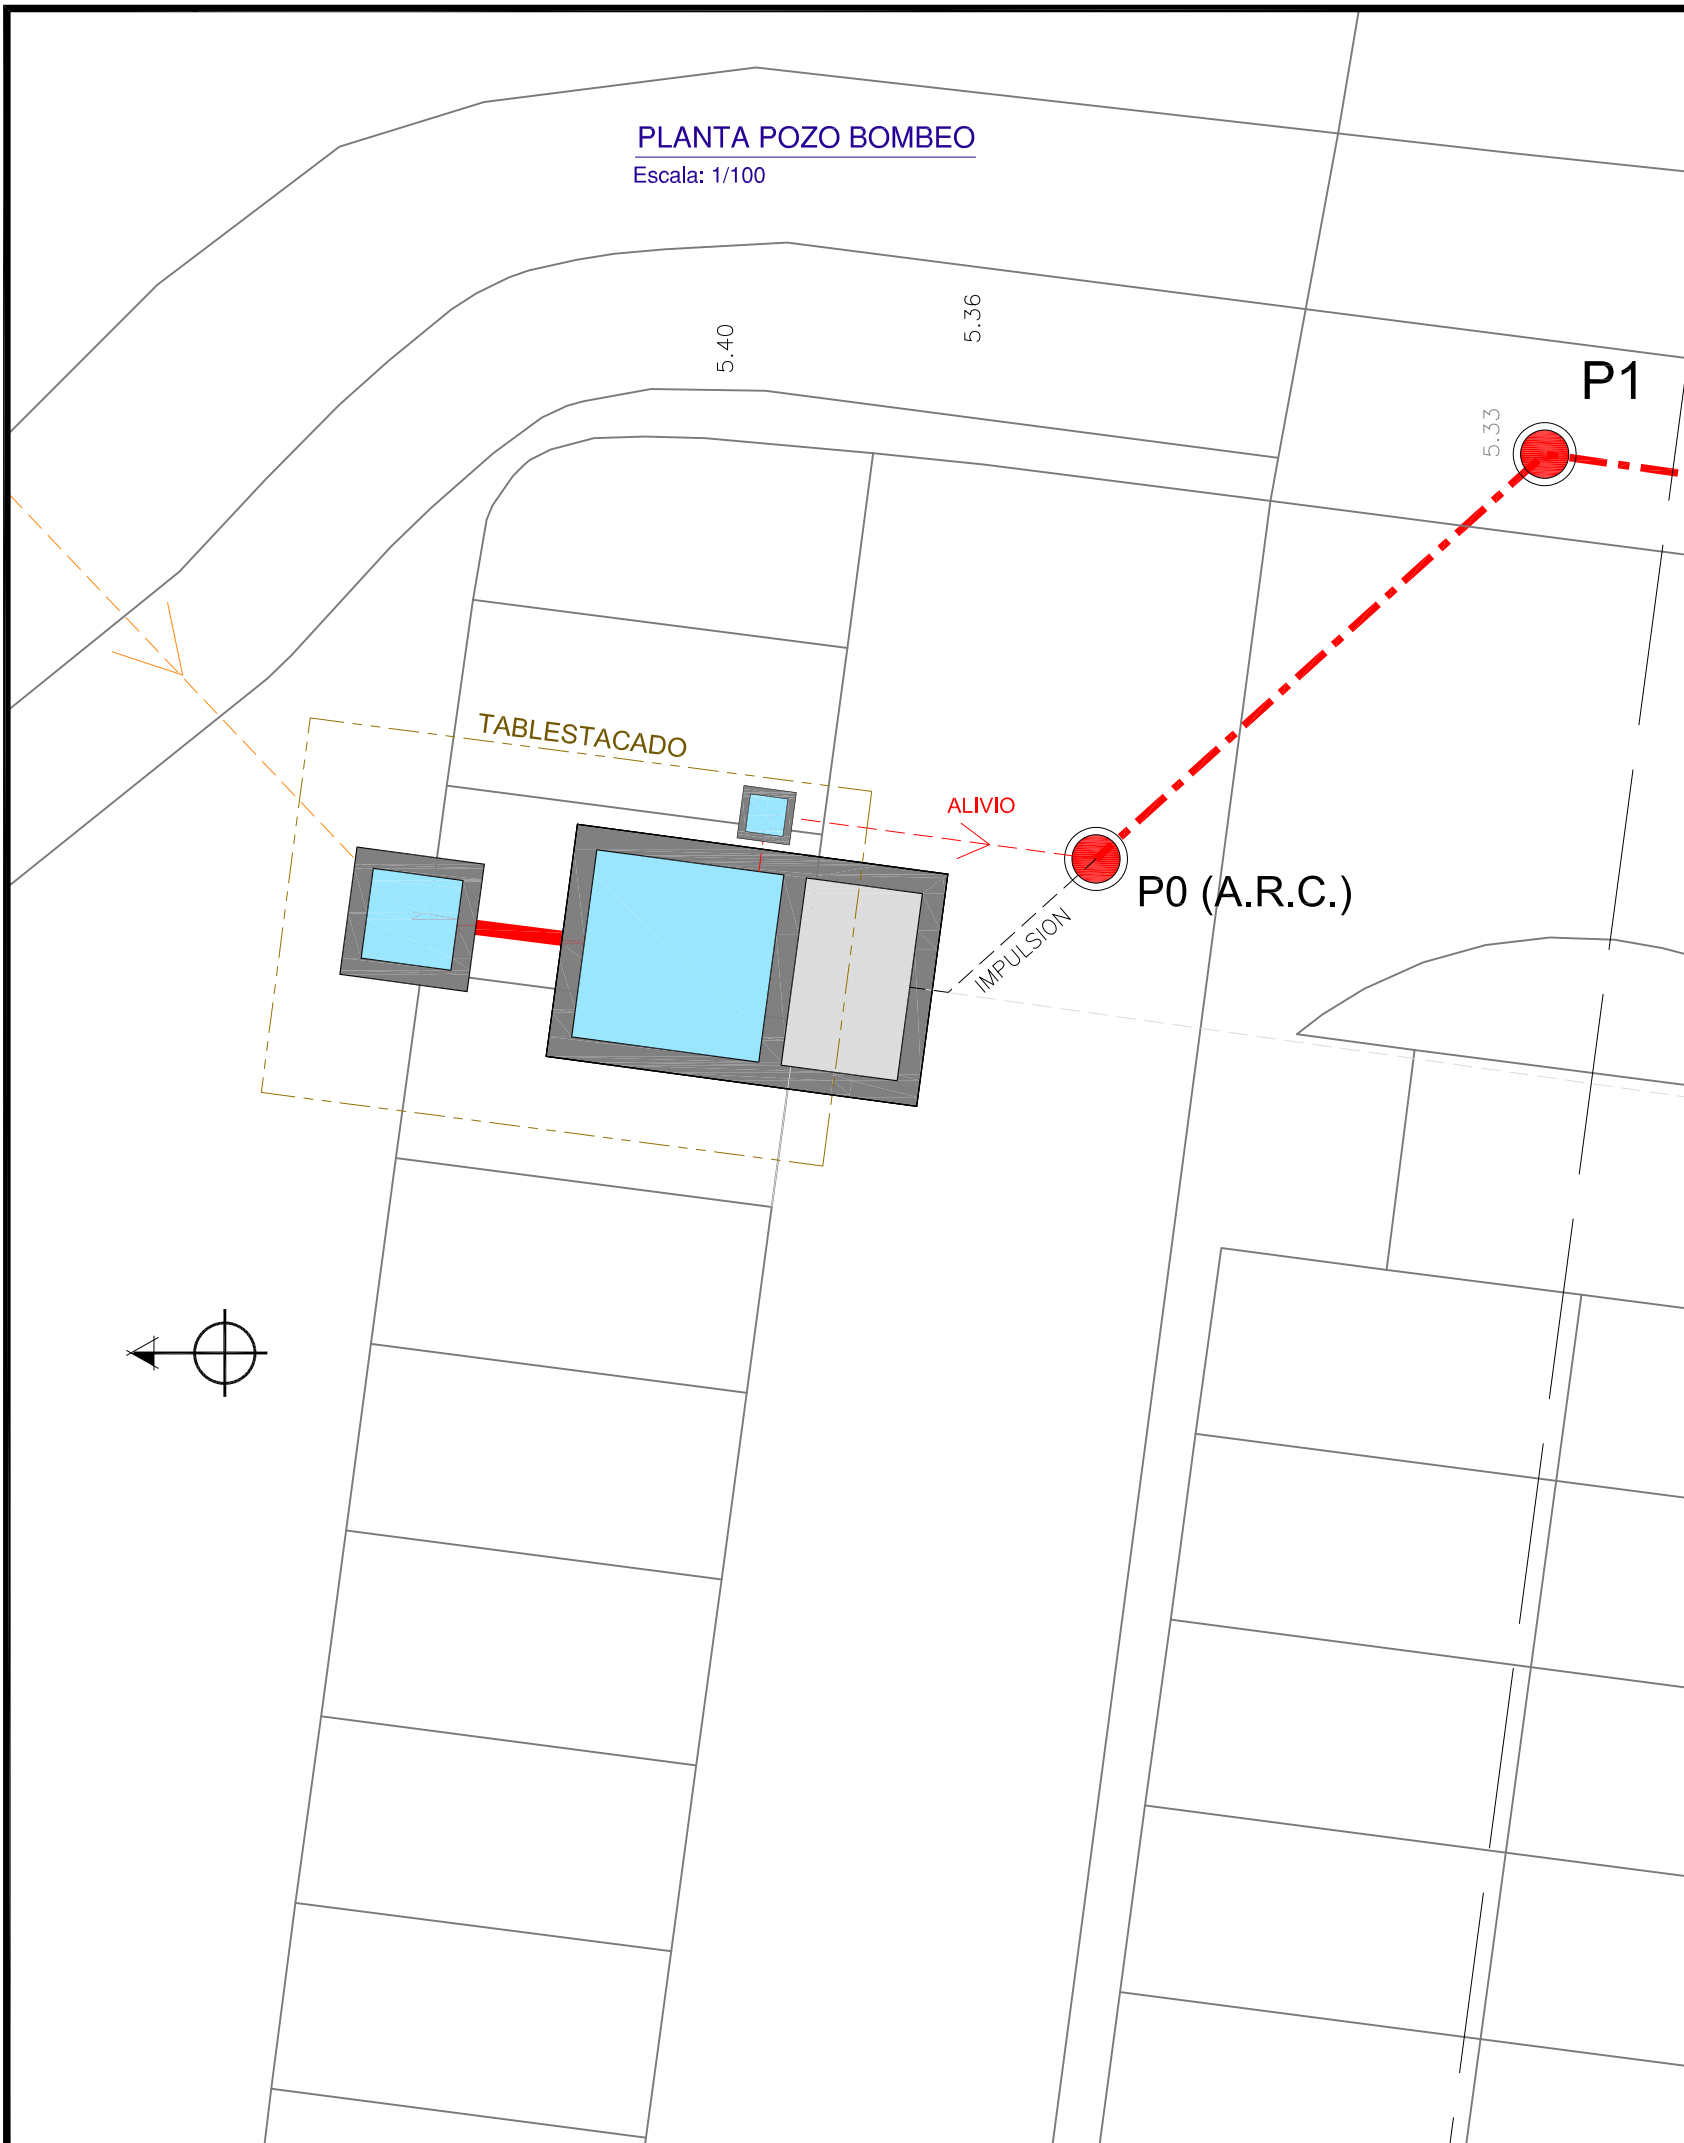 PLANTA POZO BOMBEO
Escala: 1/100
5.40
5.36
P1
5.33
TABLESTACADO
ALIVIO
P0 (A.R.C.)
IMPULSION